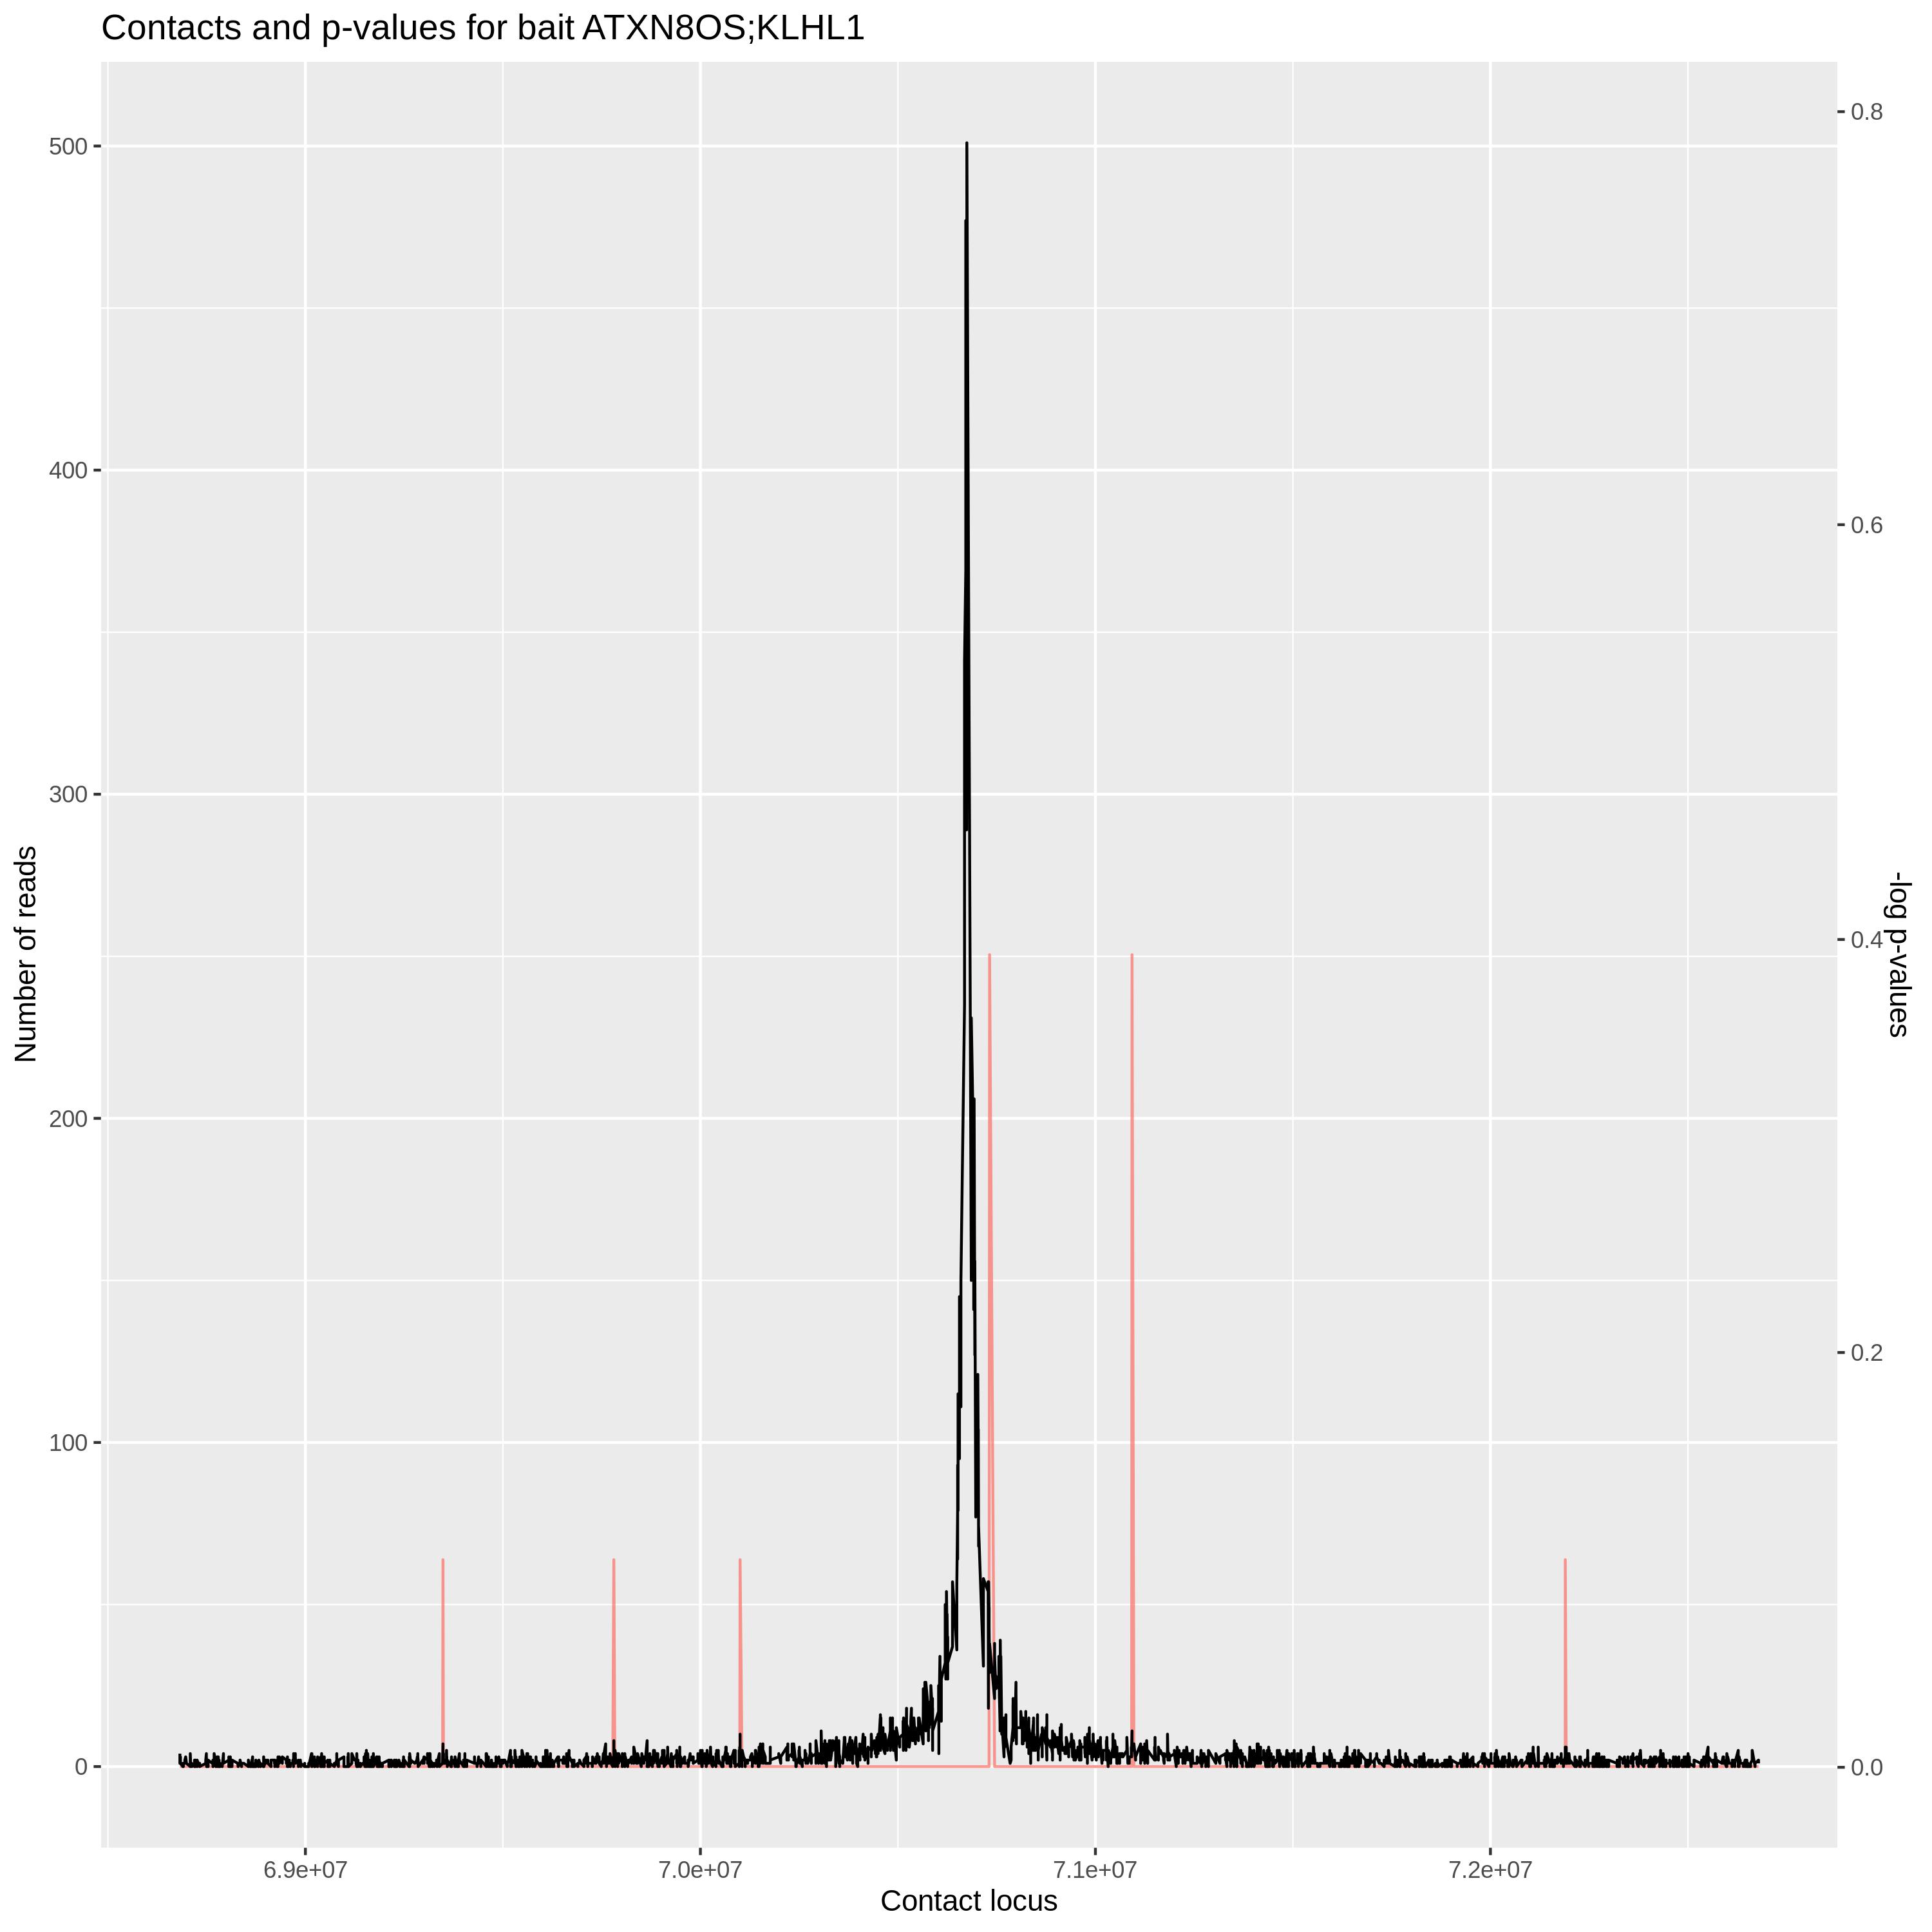 Contacts and p-values for bait ATXN8OS;KLHL1
Number of reads
500
400
300
200
100
0
0.8
0.6
0.4
0.2
0.0
-log p-values
6.9e+07 7.0e+07 7.1e+07 7.2e+07
Contact locus